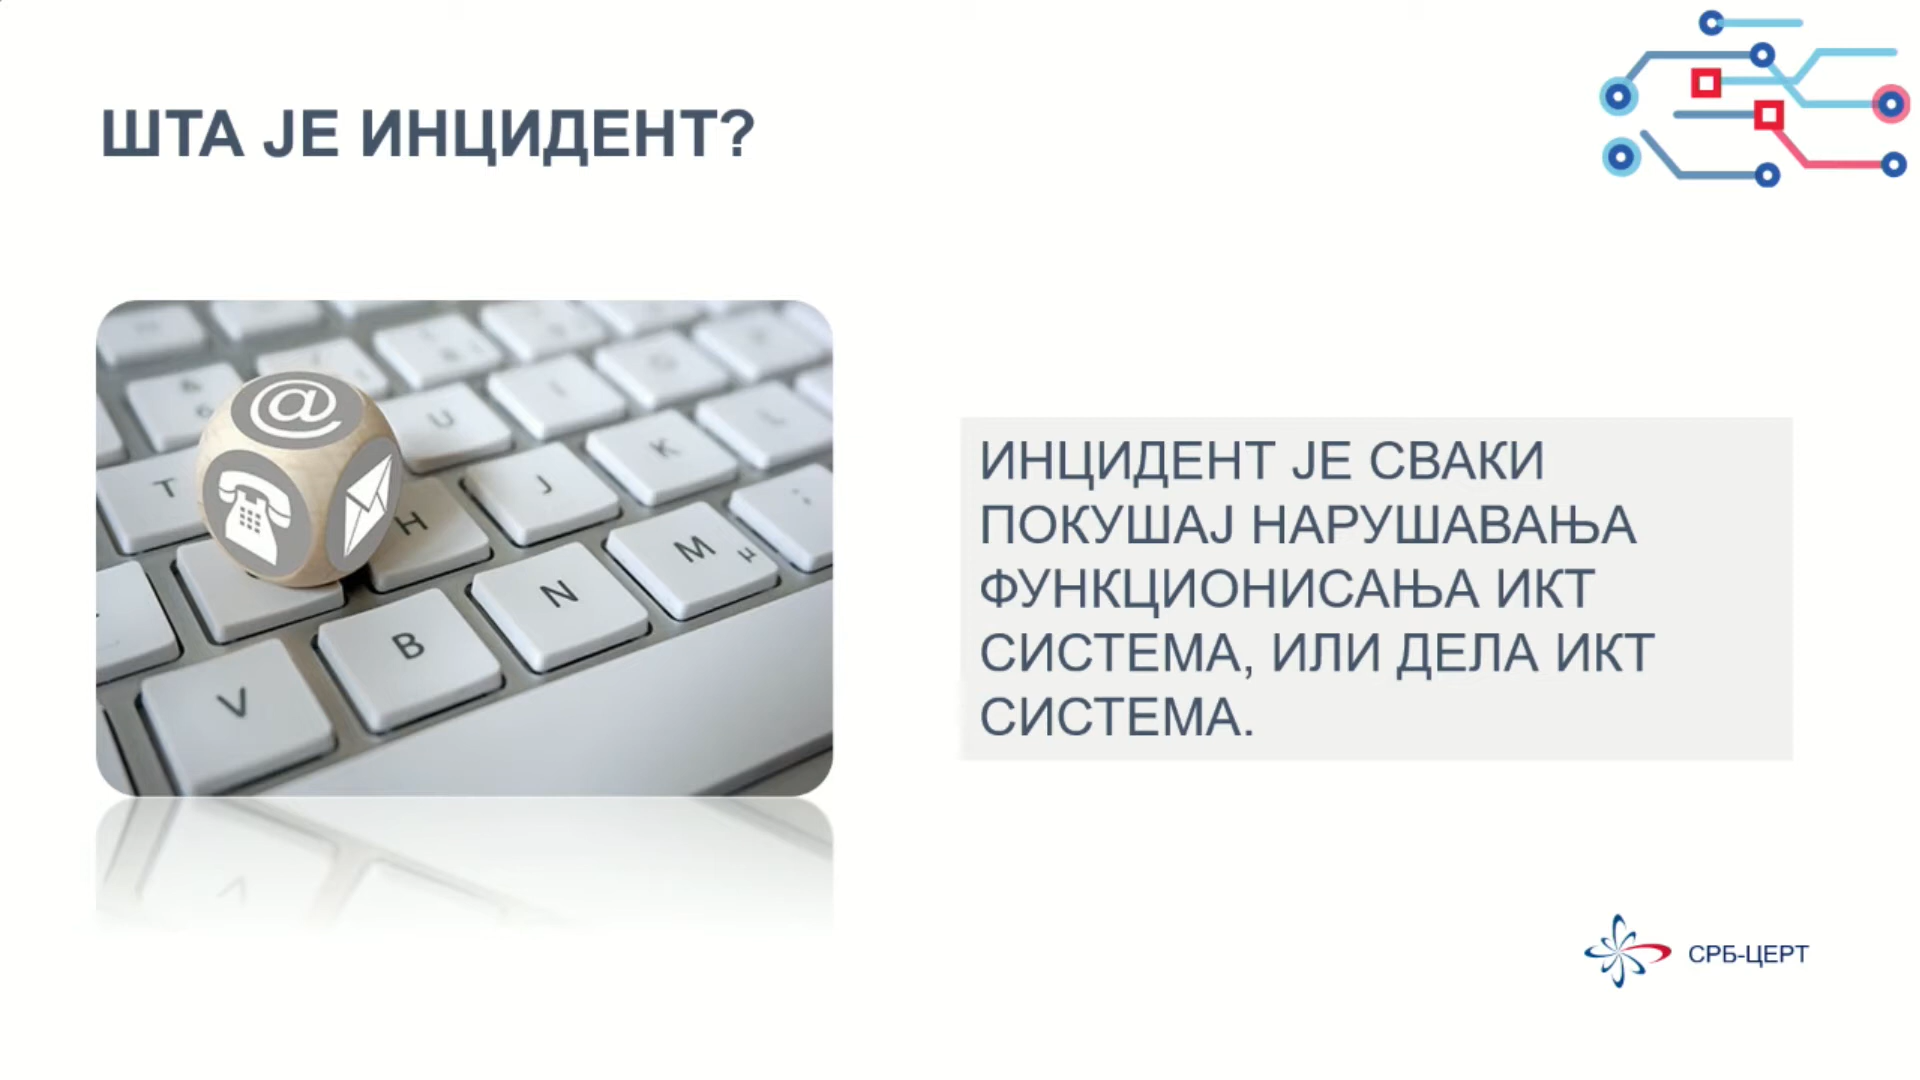 ШТА ЈЕ ИНЦИДЕНТ?
@
T
U
J
K
L
H
M
µ
N
B
V
ИНЦИДЕНТ ЈЕ СВАКИ
ПОКУШАЈ НАРУШАВАЊА
ФУНКЦИОНИСАЊА ИКТ
СИСТЕМА, ИЛИ ДЕЛА ИКТ
СИСТЕМА.
СРБ-ЦЕРТ